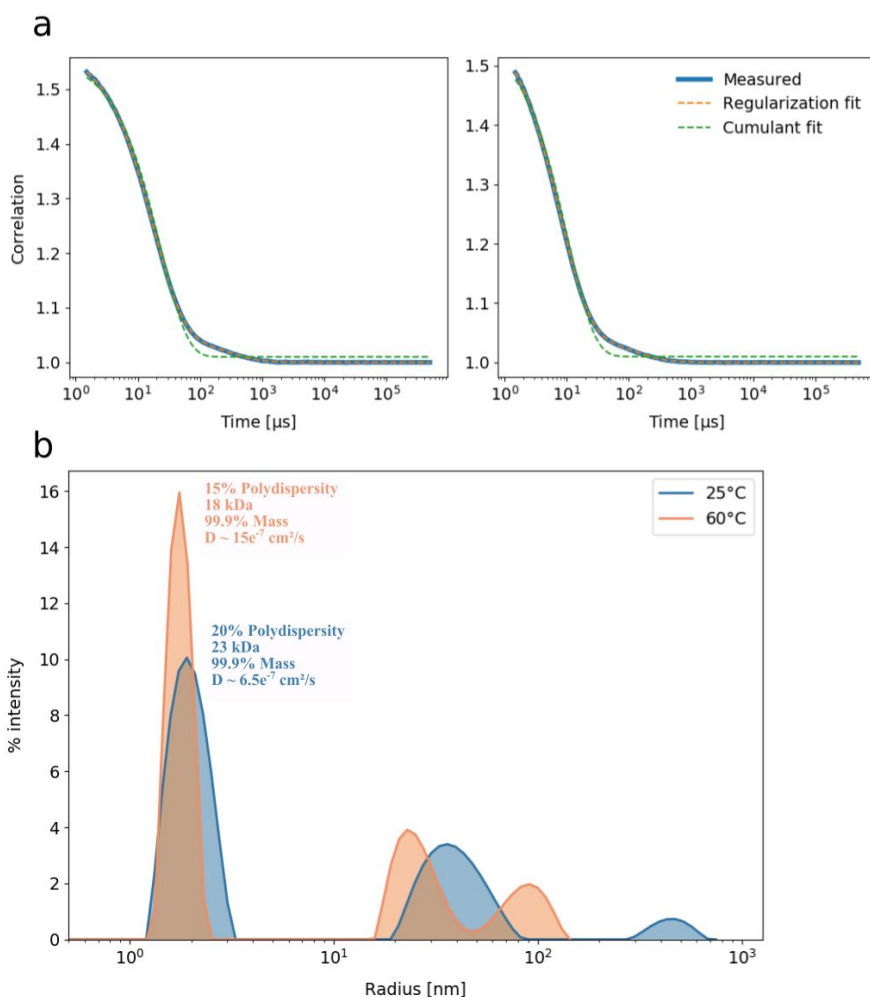 a
1.5
1.4
1.3
1.2
1.1
1.0
Correlation
10⁰ 10¹ 10² 10³ 10⁴ 10⁵
Time [µs]
1.5
1.4
1.3
1.2
1.1
1.0
Measured
Regularization fit
Cumulant fit
10⁰ 10¹ 10² 10³ 10⁴ 10⁵
Time [µs]
b
16
14
12
10
8
6
4
2
0
% intensity
15% Polydispersity
18 kDa
99.9% Mass
D ~ 15e⁻⁷ cm²/s
20% Polydispersity
23 kDa
99.9% Mass
D ~ 6.5e⁻⁷ cm²/s
25°C
60°C
10⁰ 10¹ 10² 10³
Radius [nm]